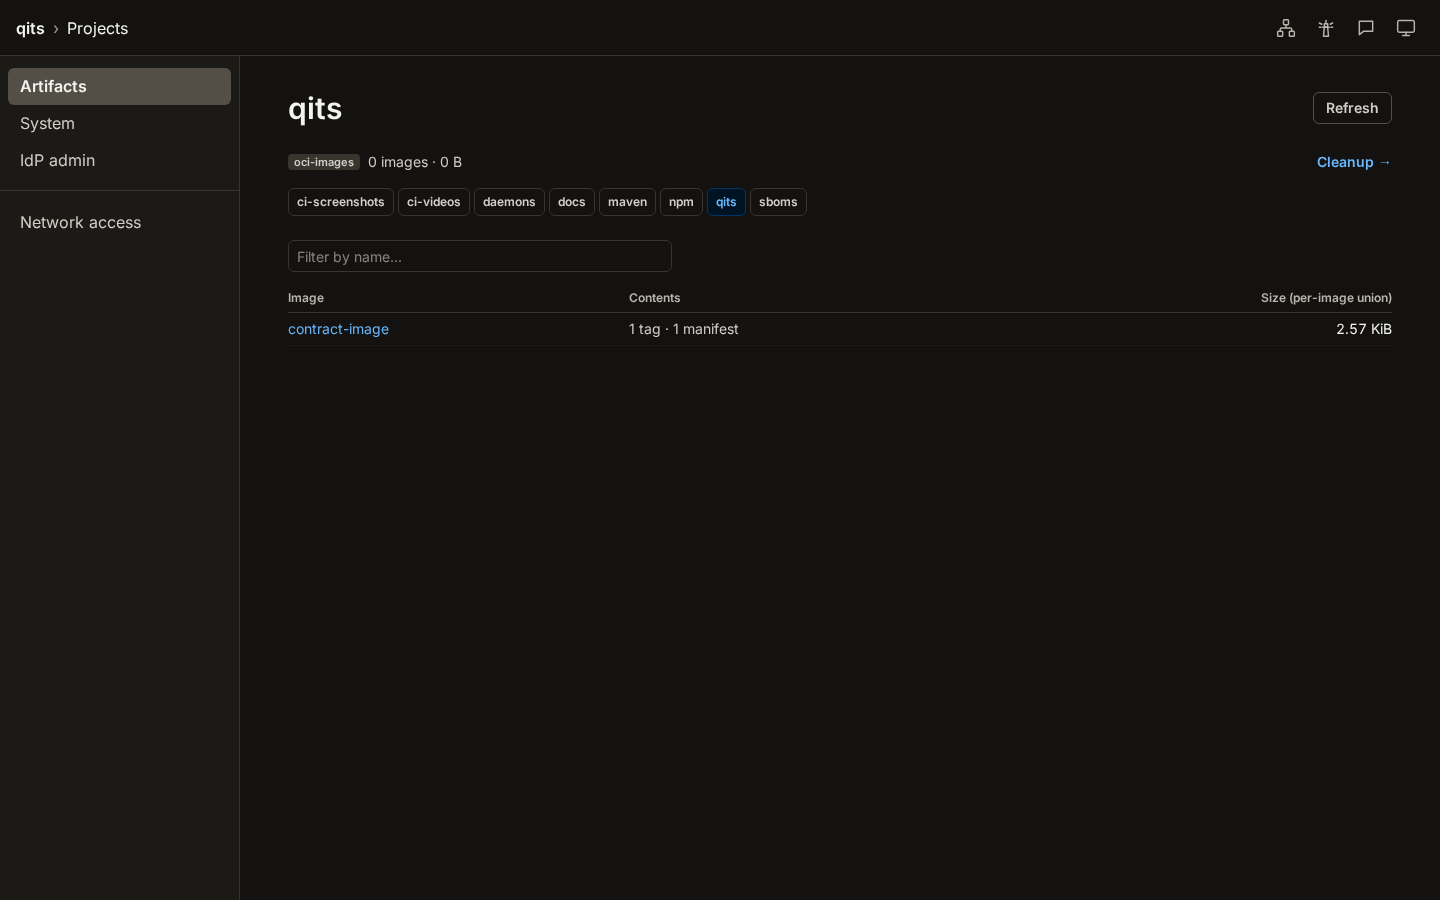 qits › Projects
Artifacts
System
IdP admin
Network access
qits
Refresh
oci-images 0 images · 0 B
Cleanup →
ci-screenshots ci-videos daemons docs maven npm qits sboms
Filter by name...
Image Contents Size (per-image union)
contract-image 1 tag · 1 manifest 2.57 KiB